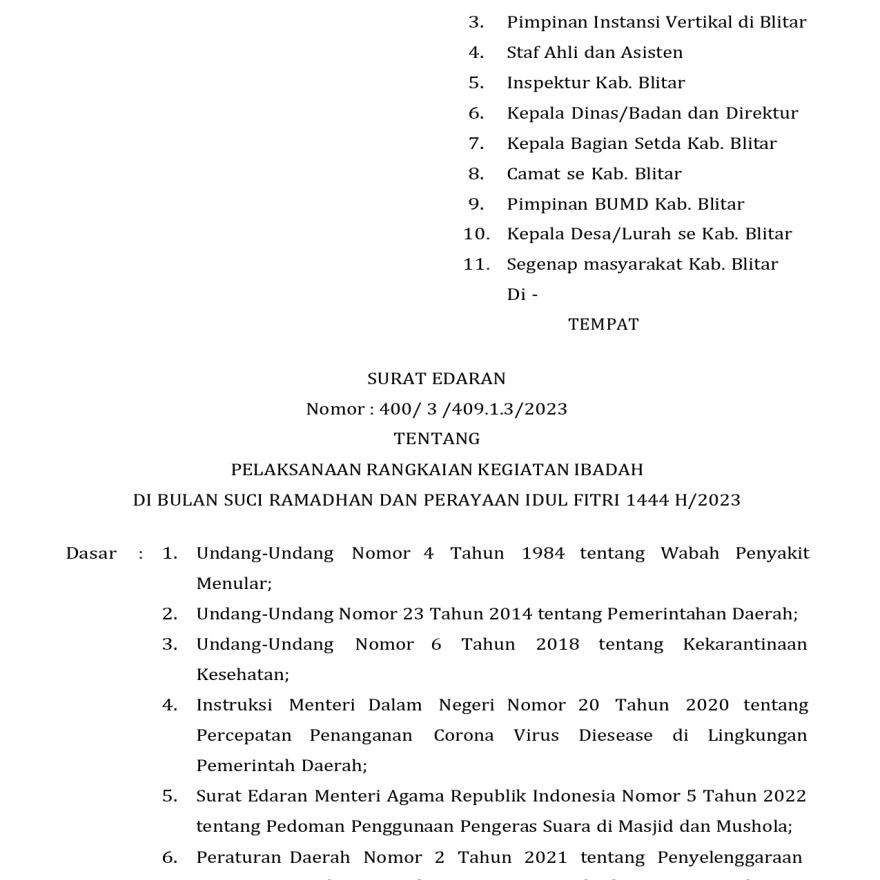 3. Pimpinan Instansi Vertikal di Blitar
4. Staf Ahli dan Asisten
5. Inspektur Kab. Blitar
6. Kepala Dinas/Badan dan Direktur
7. Kepala Bagian Setda Kab. Blitar
8. Camat se Kab. Blitar
9. Pimpinan BUMD Kab. Blitar
10. Kepala Desa/Lurah se Kab. Blitar
11. Segenap masyarakat Kab. Blitar
Di -
TEMPAT
SURAT EDARAN
Nomor : 400/ 3 /409.1.3/2023
TENTANG
PELAKSANAAN RANGKAIAN KEGIATAN IBADAH
DI BULAN SUCI RAMADHAN DAN PERAYAAN IDUL FITRI 1444 H/2023
Dasar : 1. Undang-Undang Nomor 4 Tahun 1984 tentang Wabah Penyakit
Menular;
2. Undang-Undang Nomor 23 Tahun 2014 tentang Pemerintahan Daerah;
3. Undang-Undang Nomor 6 Tahun 2018 tentang Kekarantinaan
Kesehatan;
4. Instruksi Menteri Dalam Negeri Nomor 20 Tahun 2020 tentang
Percepatan Penanganan Corona Virus Diesease di Lingkungan
Pemerintah Daerah;
5. Surat Edaran Menteri Agama Republik Indonesia Nomor 5 Tahun 2022
tentang Pedoman Penggunaan Pengeras Suara di Masjid dan Mushola;
6. Peraturan Daerah Nomor 2 Tahun 2021 tentang Penyelenggaraan